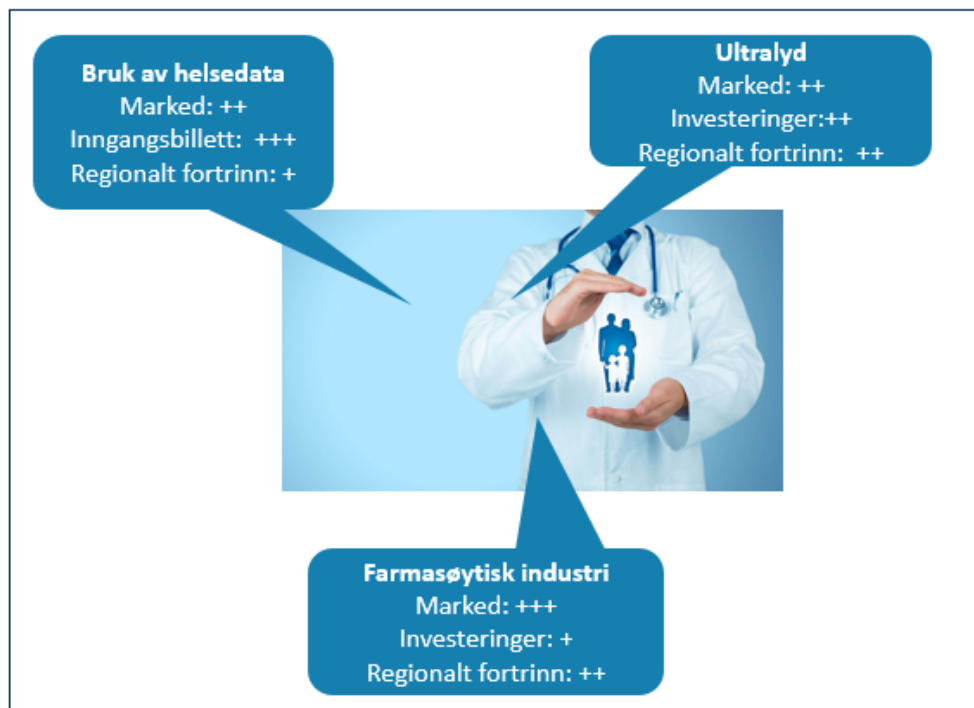 Bruk av helsedata
Marked: ++
Inngangsbillett: +++
Regionalt fortrinn: +
Ultralyd
Marked: ++
Investeringer:++
Regionalt fortrinn: ++
Farmasøytisk industri
Marked: +++
Investeringer: +
Regionalt fortrinn: ++